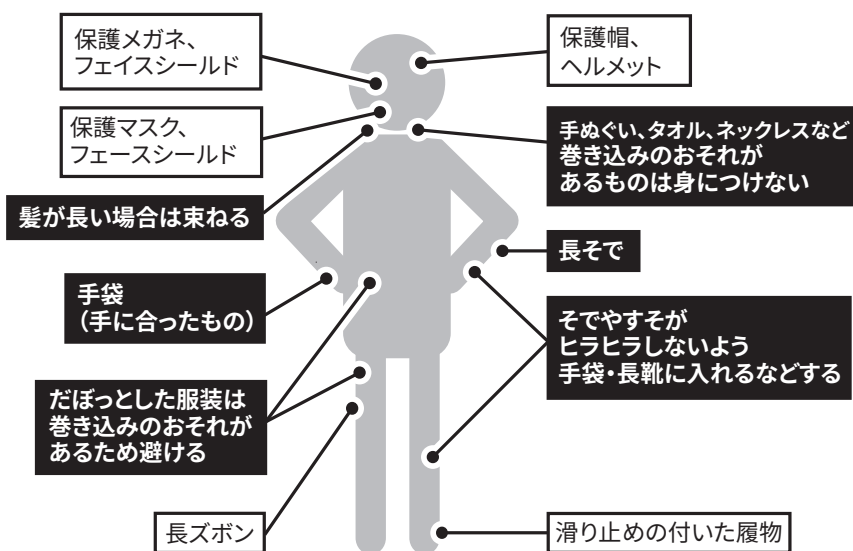 保護メガネ、
フェイスシールド
保護帽、
ヘルメット
保護マスク、
フェースシールド
手ぬぐい、タオル、ネックレスなど
巻き込みのおそれが
あるものは身につけない
髪が長い場合は束ねる
長そで
手袋
（手に合ったもの）
そでやすそが
ヒラヒラしないよう
手袋・長靴に入れるなどする
だぼっとした服装は
巻き込みのおそれが
あるため避ける
長ズボン
滑り止めの付いた履物